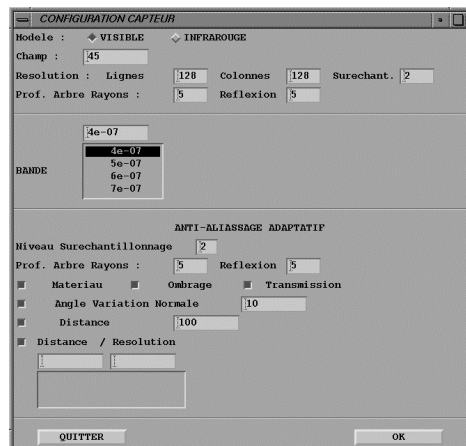 CONFIGURATION CAPTEUR
Modele : VISIBLE INFRAROUGE
Champ : 45
Resolution : Lignes 128 Colonnes 128 Surechant. 2
Prof. Arbre Rayons : 5 Reflexion 5
4e-07
4e-07
5e-07
BANDE 6e-07
7e-07
ANTI-ALIASSAGE ADAPTATIF
Niveau Surechantillonnage 2
Prof. Arbre Rayons : 5 Reflexion 5
Materiau Ombrage Transmission
Angle Variation Normale 10
Distance 100
Distance / Resolution
QUITTER OK